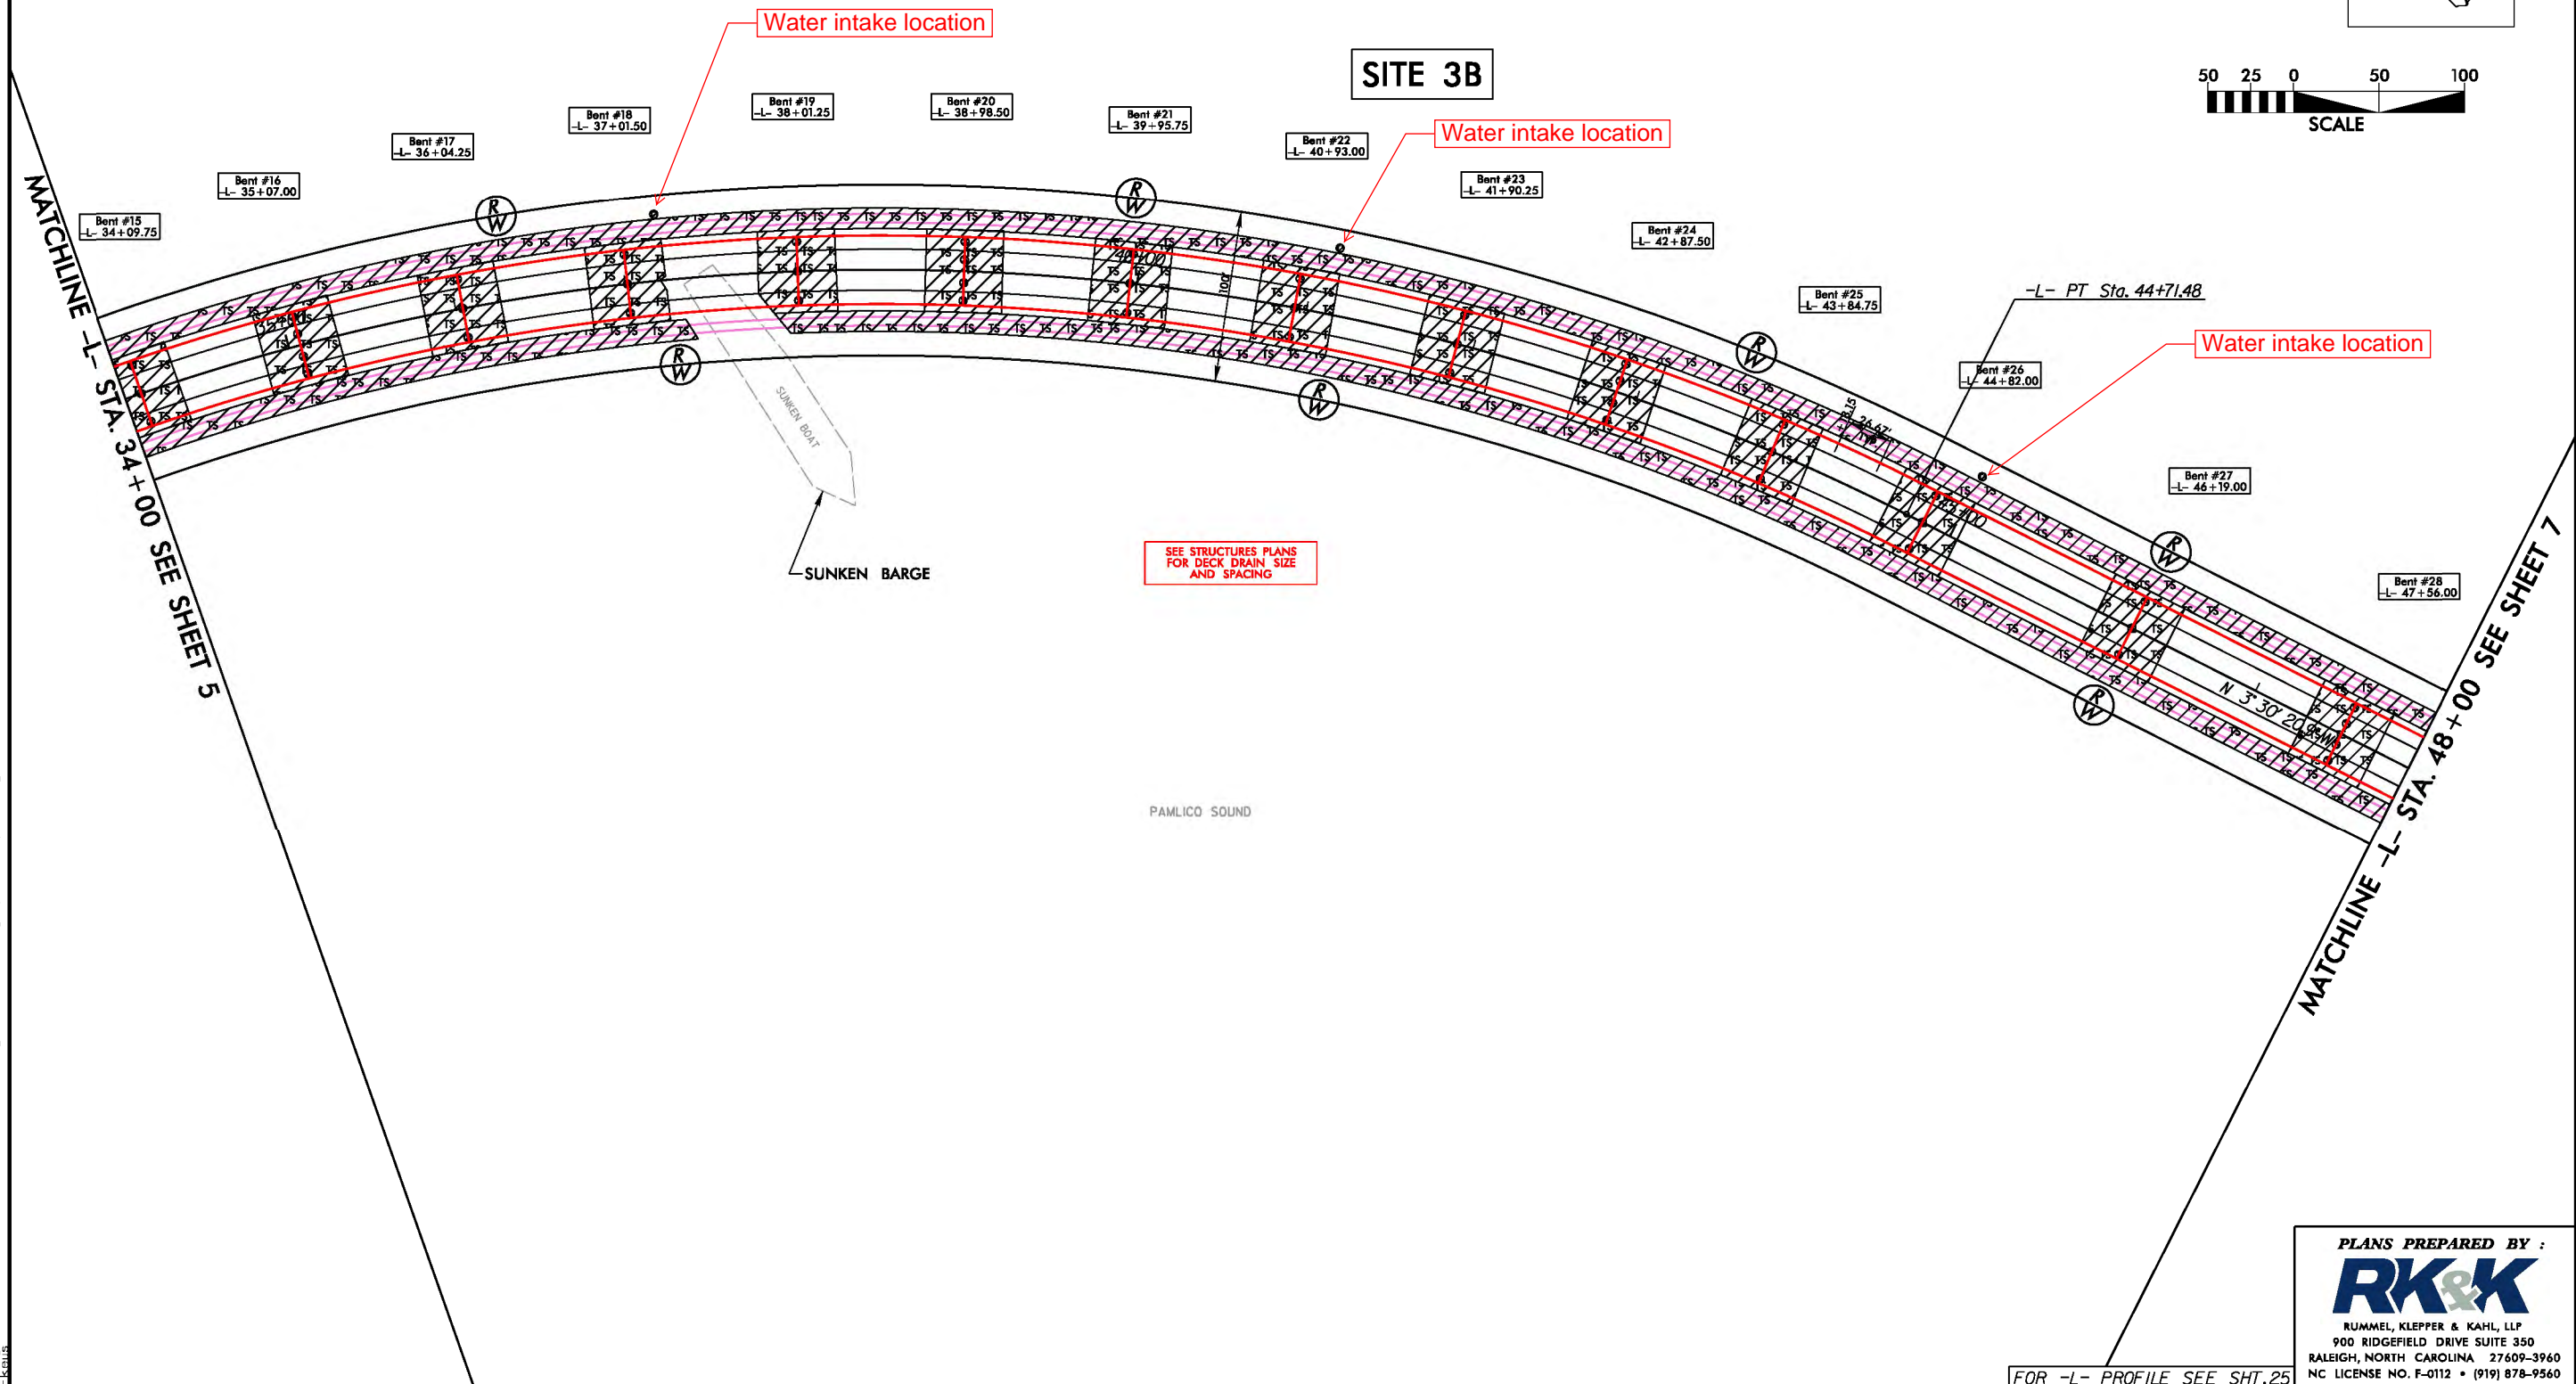 Water intake location
SITE 3B
50 25 0 50 100
SCALE
Water intake location
Bent #15
-L- 34+09.75
Bent #16
-L- 35+07.00
Bent #17
-L- 36+04.25
Bent #18
-L- 37+01.50
Bent #19
-L- 38+01.25
Bent #20
-L- 38+98.50
Bent #21
-L- 39+95.75
Bent #22
-L- 40+93.00
Bent #23
-L- 41+90.25
Bent #24
-L- 42+87.50
Bent #25
-L- 43+84.75
-L- PT Sta. 44+71.48
Water intake location
Bent #26
-L- 44+82.00
Bent #27
-L- 46+19.00
Bent #28
-L- 47+56.00
R/W
R/W
R/W
R/W
R/W
R/W
R/W
100'
26.67'
MATCHLINE -L- STA. 34+00 SEE SHEET 5
SUNKEN BOAT
SUNKEN BARGE
SEE STRUCTURES PLANS
FOR DECK DRAIN SIZE
AND SPACING
PAMLICO SOUND
MATCHLINE -L- STA. 48+00 SEE SHEET 7
PLANS PREPARED BY :
RK&K
RUMMEL, KLEPPER & KAHL, LLP
900 RIDGEFIELD DRIVE SUITE 350
RALEIGH, NORTH CAROLINA 27609-3960
NC LICENSE NO. F-0112 • (919) 878-9560
FOR -L- PROFILE SEE SHT.25